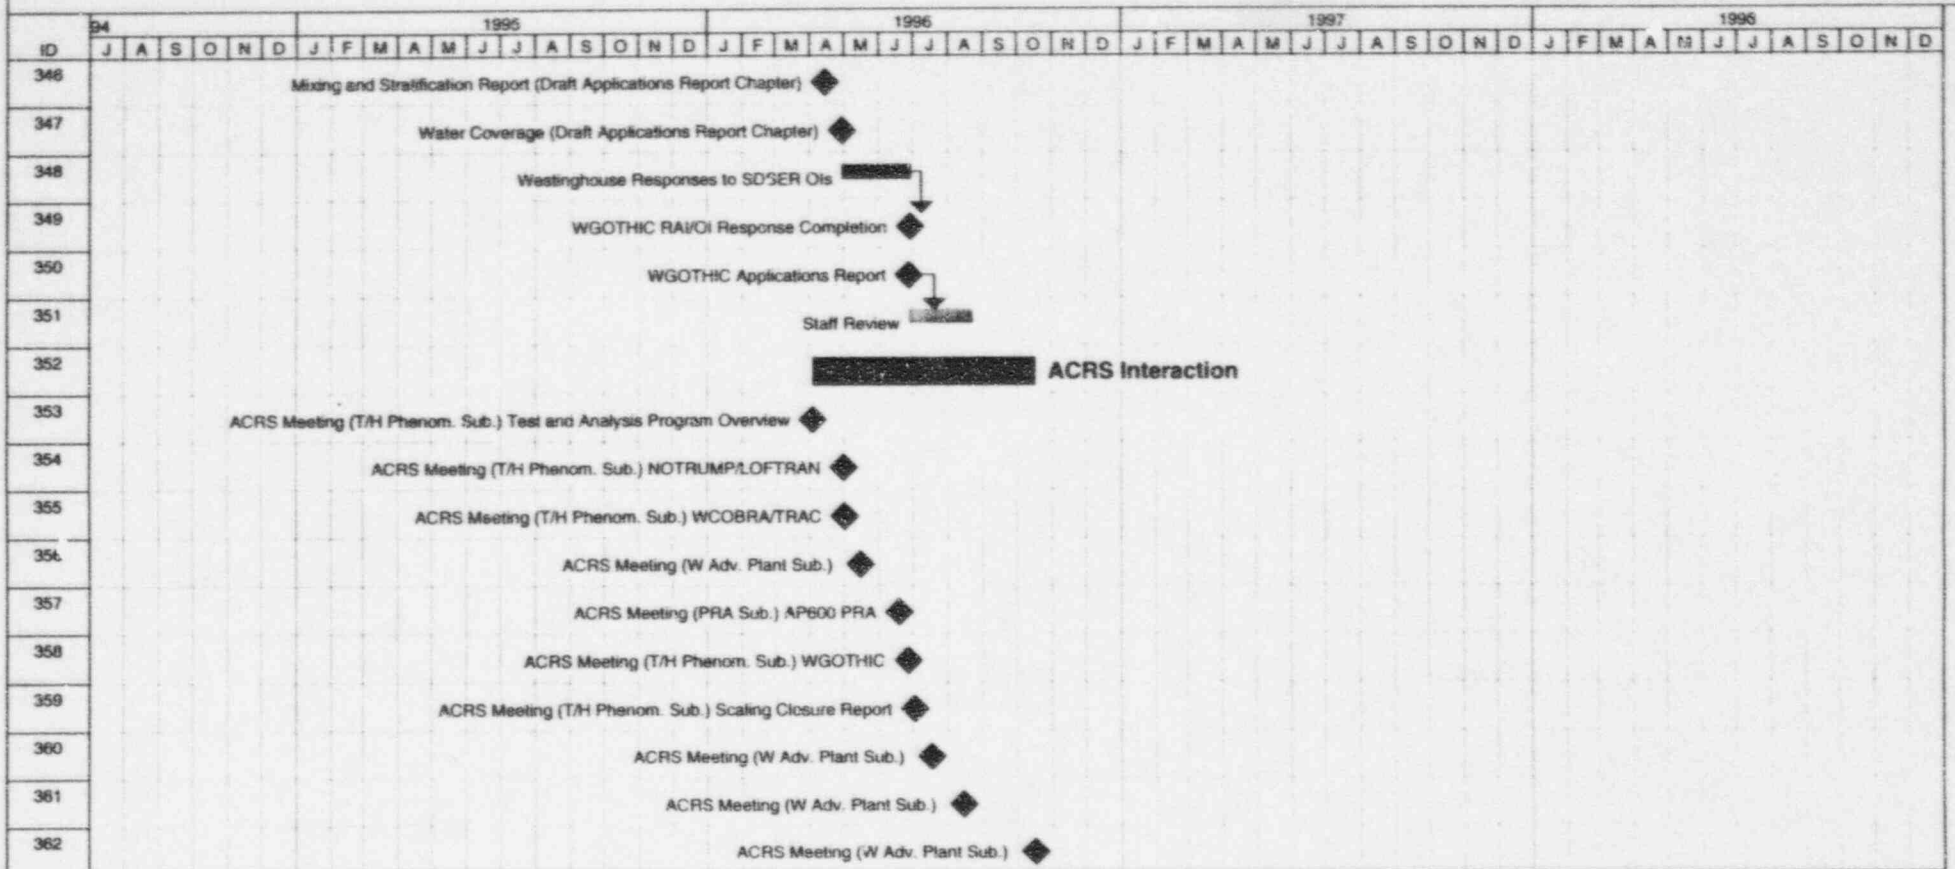 94 1995 1996 1997 1998
ID J A S O N D J F M A M J J A S O N D J F M A M J J A S O N D J F M A M J J A S O N D J F M A M J J A S O N D
346 Mixing and Stratification Report (Draft Applications Report Chapter)
347 Water Coverage (Draft Applications Report Chapter)
348 Westinghouse Responses to SDSER OIs
349 WGOTHIC RAI/OI Response Completion
350 WGOTHIC Applications Report
351 Staff Review
352 ACRS Interaction
353 ACRS Meeting (T/H Phenom. Sub.) Test and Analysis Program Overview
354 ACRS Meeting (T/H Phenom. Sub.) NOTRUMP/LOFTRAN
355 ACRS Meeting (T/H Phenom. Sub.) WCOBRA/TRAC
356 ACRS Meeting (W Adv. Plant Sub.)
357 ACRS Meeting (PRA Sub.) AP600 PRA
358 ACRS Meeting (T/H Phenom. Sub.) WGOTHIC
359 ACRS Meeting (T/H Phenom. Sub.) Scaling Closure Report
360 ACRS Meeting (W Adv. Plant Sub.)
361 ACRS Meeting (W Adv. Plant Sub.)
362 ACRS Meeting (W Adv. Plant Sub.)